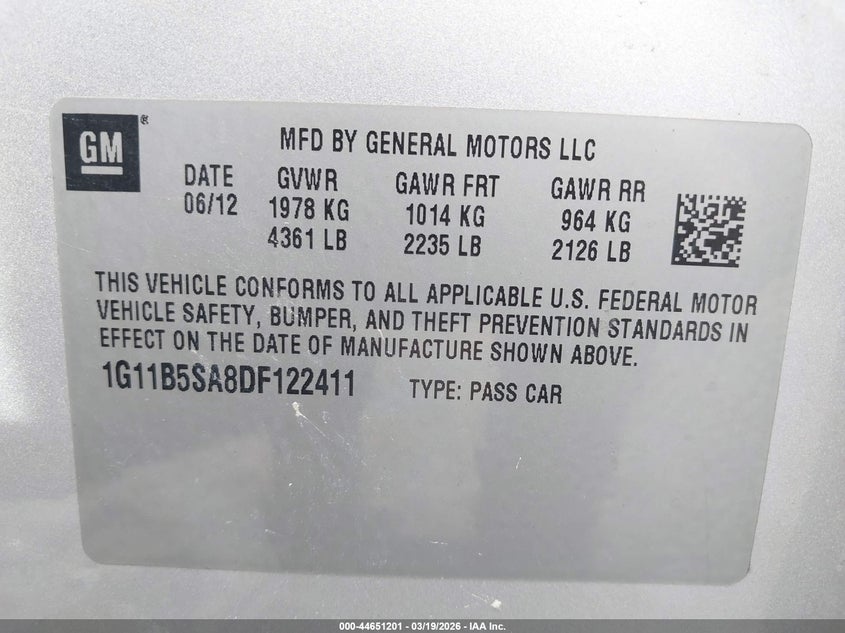 GM®
MFD BY GENERAL MOTORS LLC
DATE GVWR GAWR FRT GAWR RR
06/12 1978 KG 1014 KG 964 KG
4361 LB 2235 LB 2126 LB
THIS VEHICLE CONFORMS TO ALL APPLICABLE U.S. FEDERAL MOTOR
VEHICLE SAFETY, BUMPER, AND THEFT PREVENTION STANDARDS IN
EFFECT ON THE DATE OF MANUFACTURE SHOWN ABOVE.
1G11B5SA8DF122411 TYPE: PASS CAR
000-44651201 - 03/19/2026 - IAA Inc.